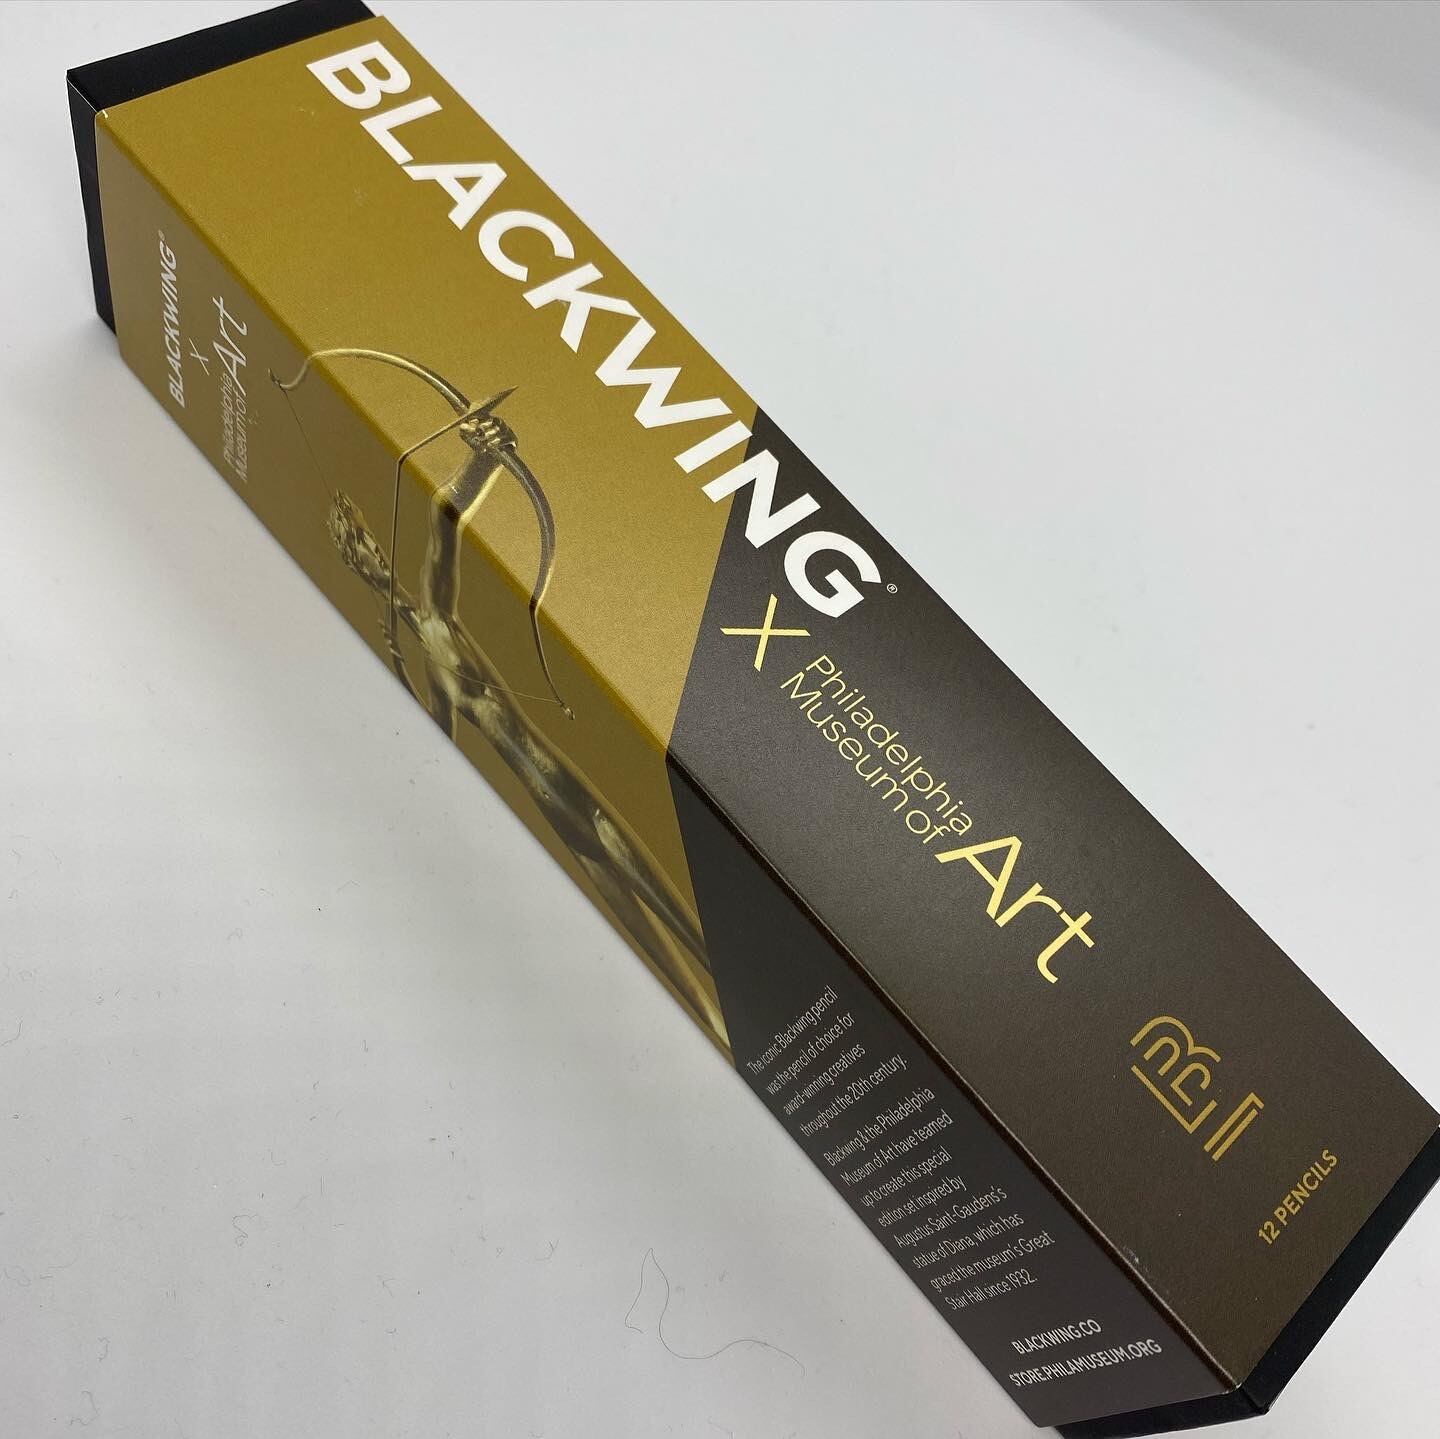 BLACKWING®
X
Philadelphia
Museum of Art
12 PENCILS
BLACKWING®
X
Philadelphia
Museum of Art
The iconic Blackwing pencil
was the pencil of choice for
award-winning creatives
throughout the 20th century.
Blackwing & the Philadelphia
Museum of Art have teamed
up to create this special
edition set inspired by
Augustus Saint-Gaudens's
statue of Diana, which has
graced the museum's Great
Stair Hall since 1932.
BLACKWING.CO
STORE.PHILAMUSEUM.ORG